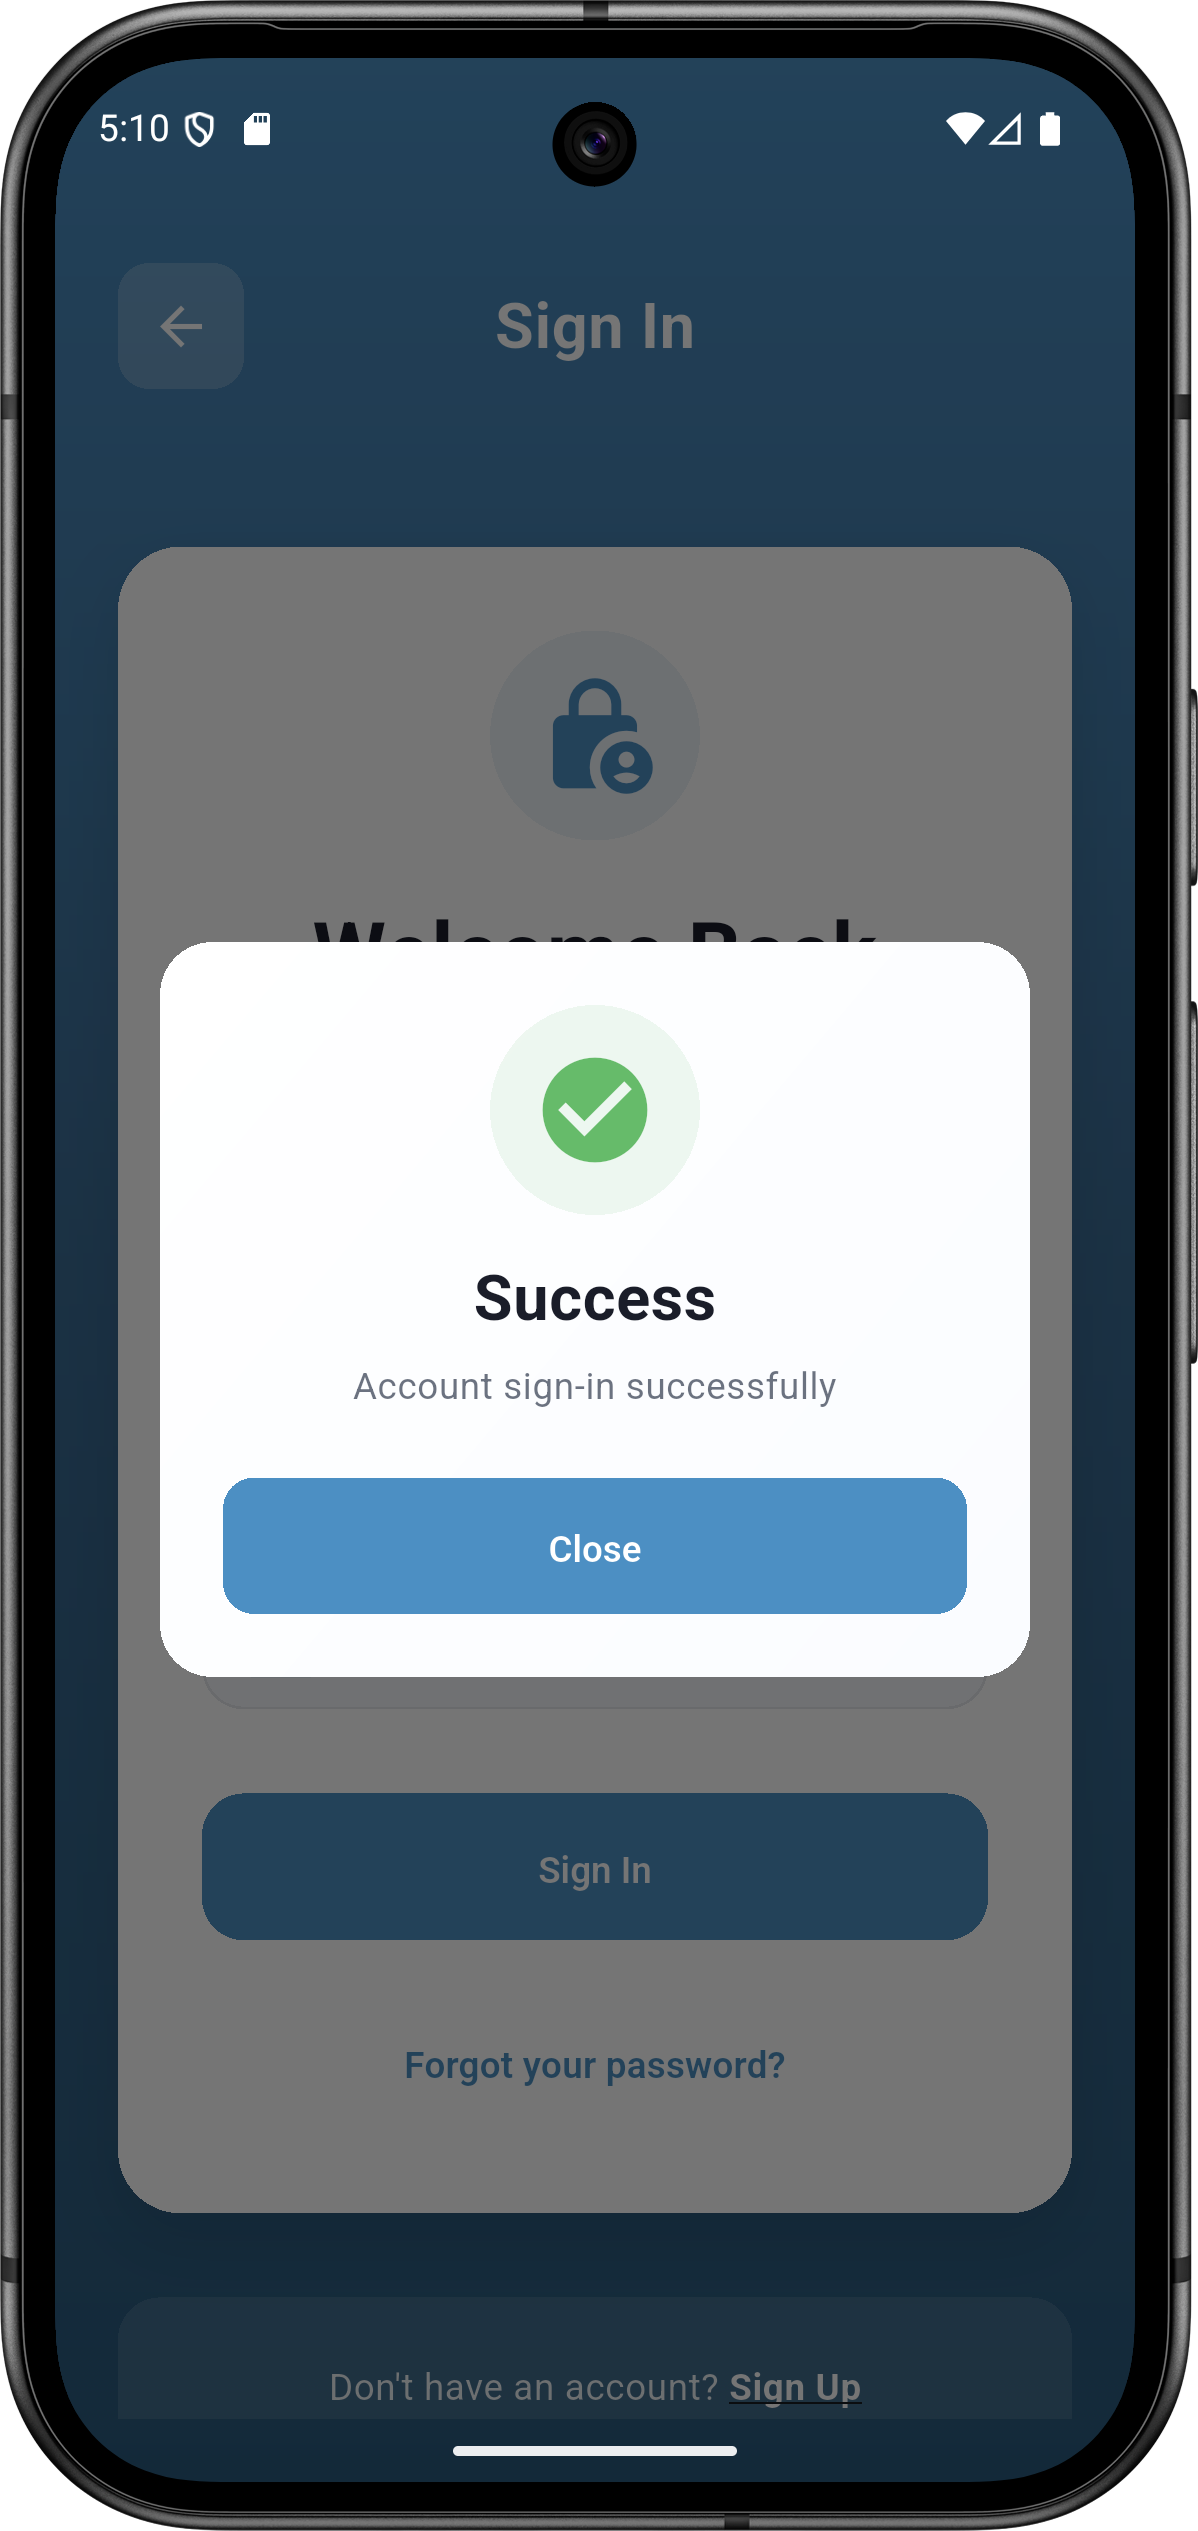 5:10
Sign In
Welcome Back
Success
Account sign-in successfully
Close
Sign In
Forgot your password?
Don't have an account? Sign Up